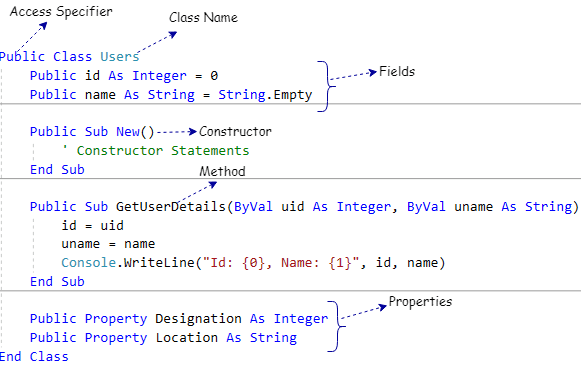 Access Specifier
Class Name
Public Class Users
Public id As Integer = 0
Fields
Public name As String = String.Empty
Public Sub New()
Constructor
' Constructor Statements
End Sub
Method
Public Sub GetUserDetails(ByVal uid As Integer, ByVal uname As String)
id = uid
uname = name
Console.WriteLine("Id: {0}, Name: {1}", id, name)
End Sub
Properties
Public Property Designation As Integer
Public Property Location As String
End Class